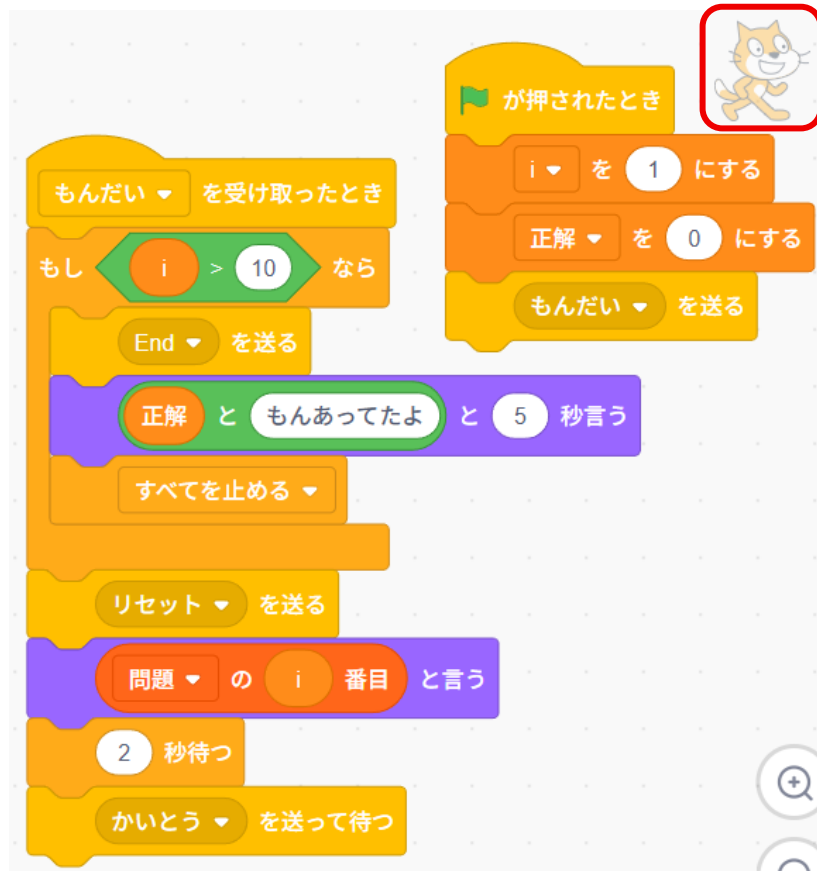 が押されたとき
i を 1 にする
正解 を 0 にする
もんだい を送る
もんだい を受け取ったとき
もし i > 10 なら
End を送る
正解 と もんあってたよ と 5 秒言う
すべてを止める
リセット を送る
問題 の i 番目 と言う
2 秒待つ
かいとう を送って待つ